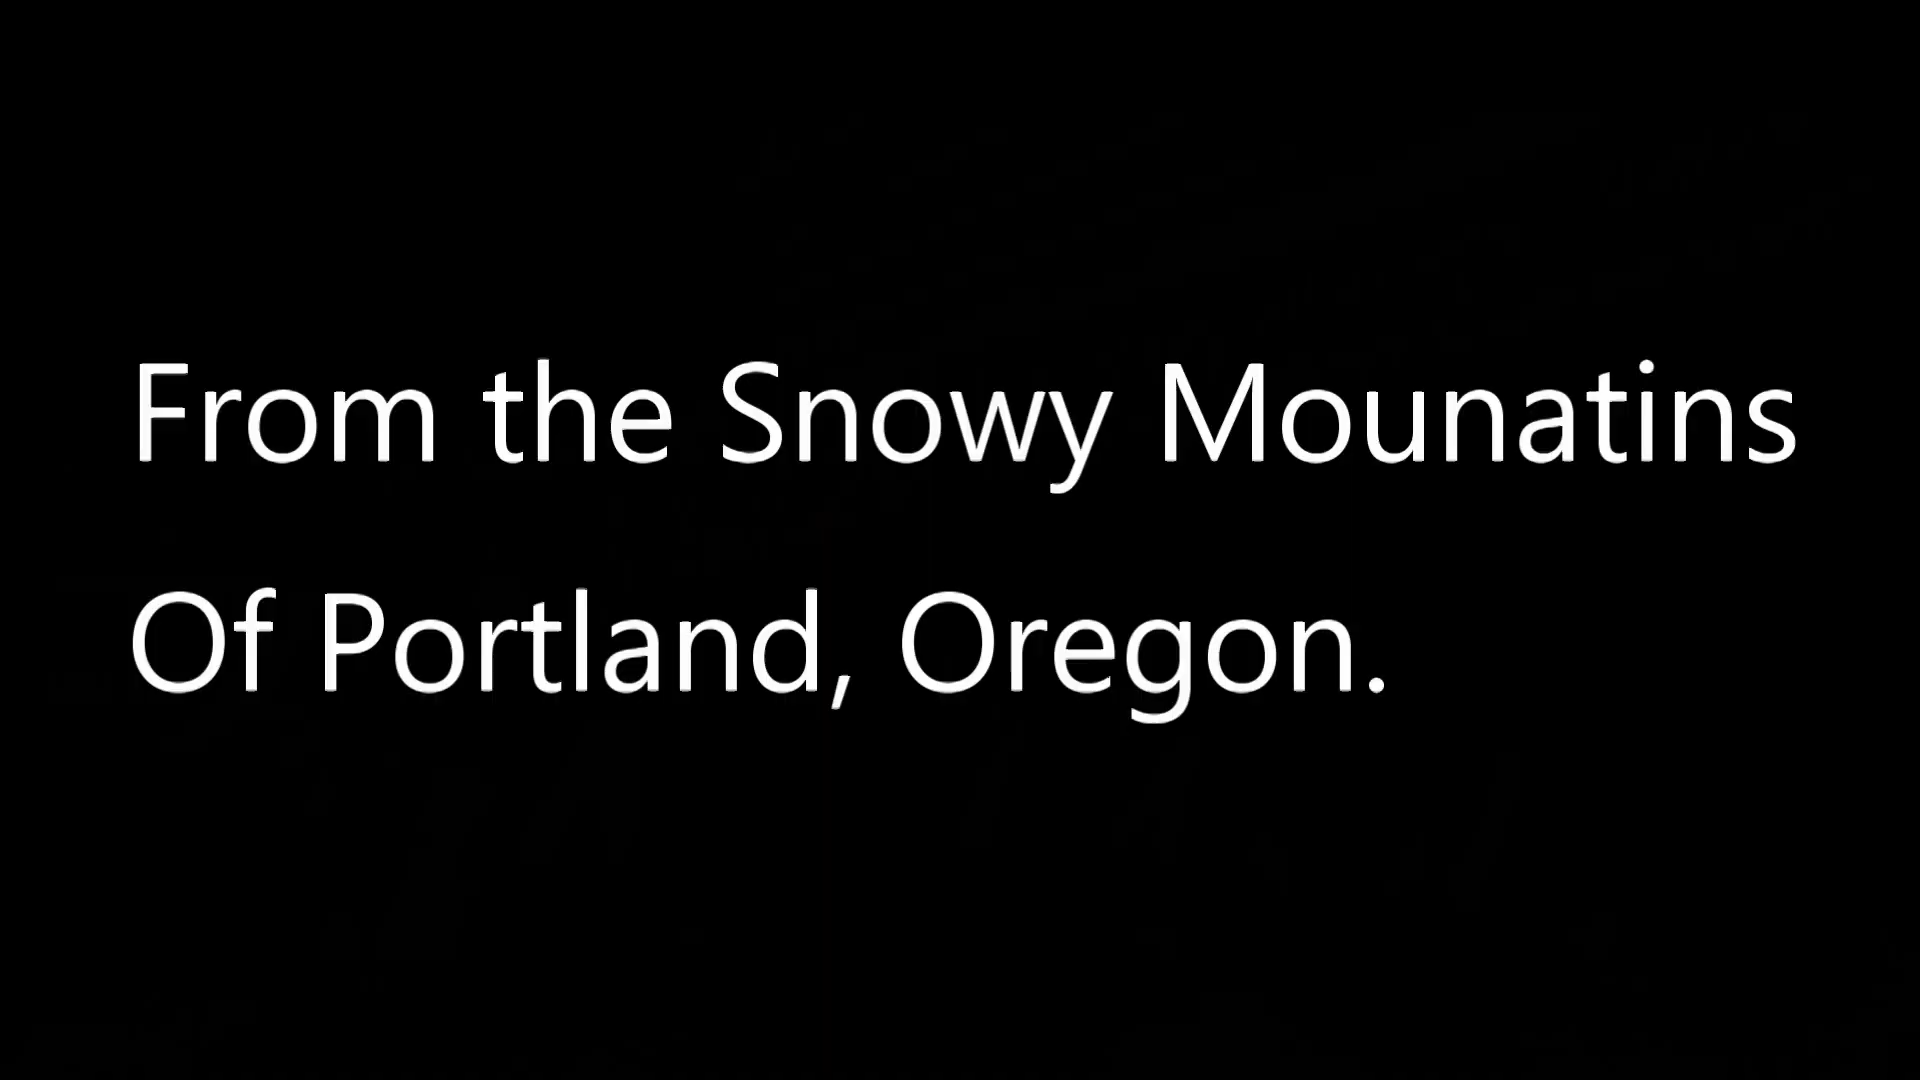 From the Snowy Mounatins
Of Portland, Oregon.